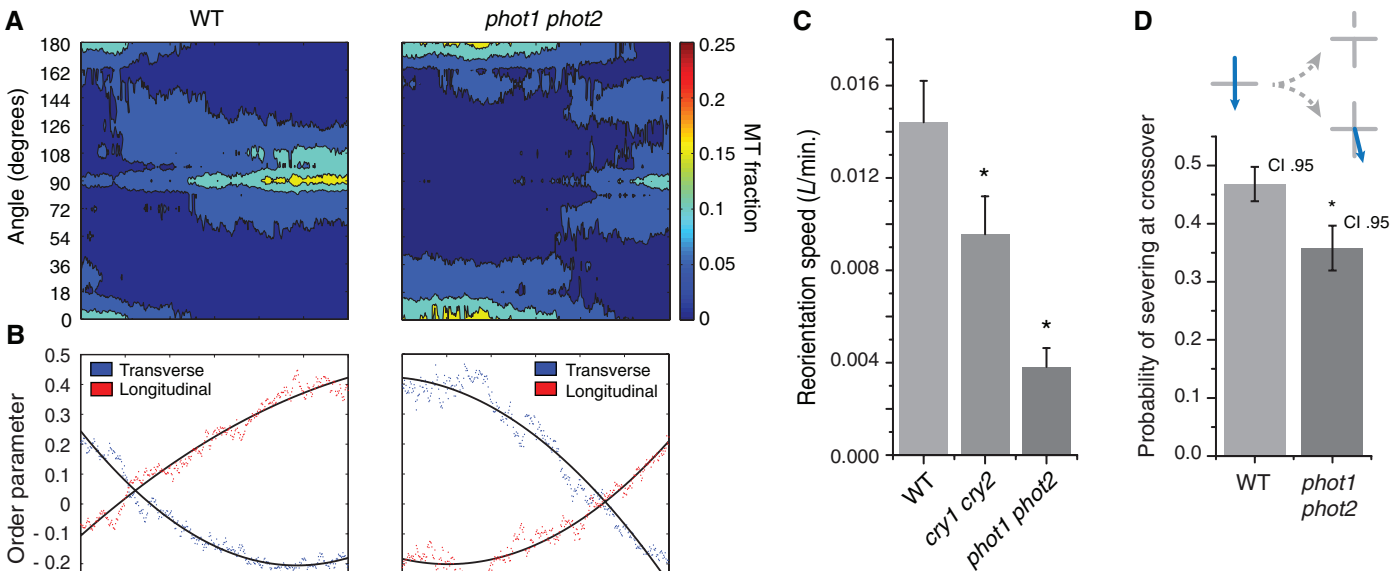 A
WT
phot1 phot2
Angle (degrees)
180
162
144
126
108
90
72
54
36
18
0
0.25
0.2
0.15
0.1
0.05
0
MT fraction
B
Order parameter
0.5
0.4
0.3
0.2
0.1
0
- 0.1
- 0.2
Transverse
Longitudinal
Transverse
Longitudinal
C
Reorientation speed (L/min.)
0.016
0.012
0.008
0.004
0.000
*
*
WT
cry1 cry2
phot1 phot2
D
Probability of severing at crossover
0.5
0.4
0.3
0.2
0.1
0.0
CI .95
*
CI .95
WT
phot1
phot2